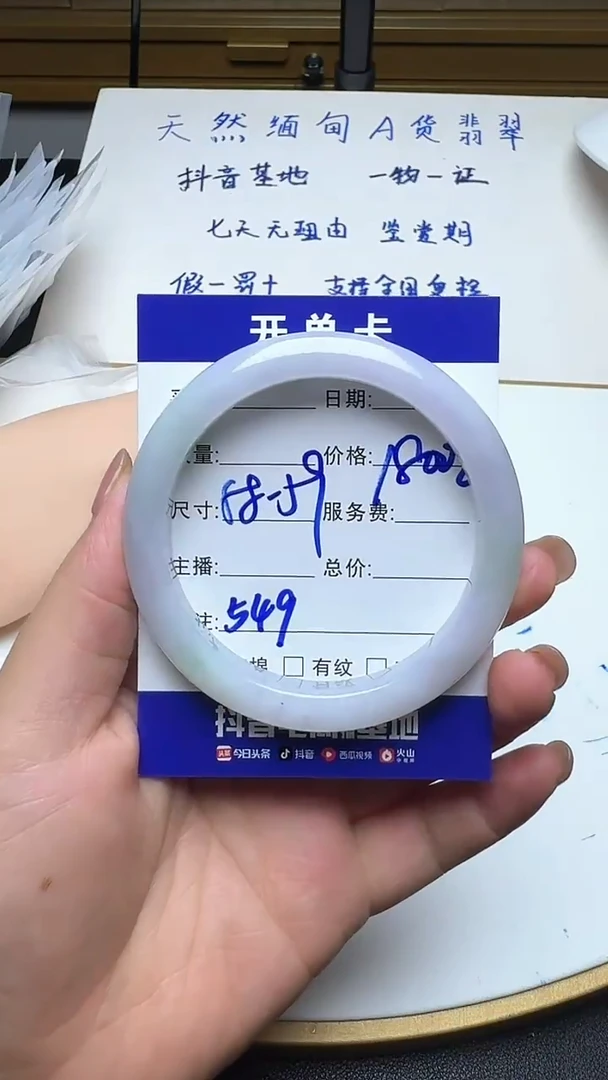 天然缅甸A货翡翠
抖音基地 一物一证
七天无理由 鉴赏期
假一罚十 支持全国复检
开单卡
日期:
量: 价格:
尺寸: 服务费:
主播: 总价:
注: 549
□ 有纹 □
今日头条 抖音 西瓜视频 火山